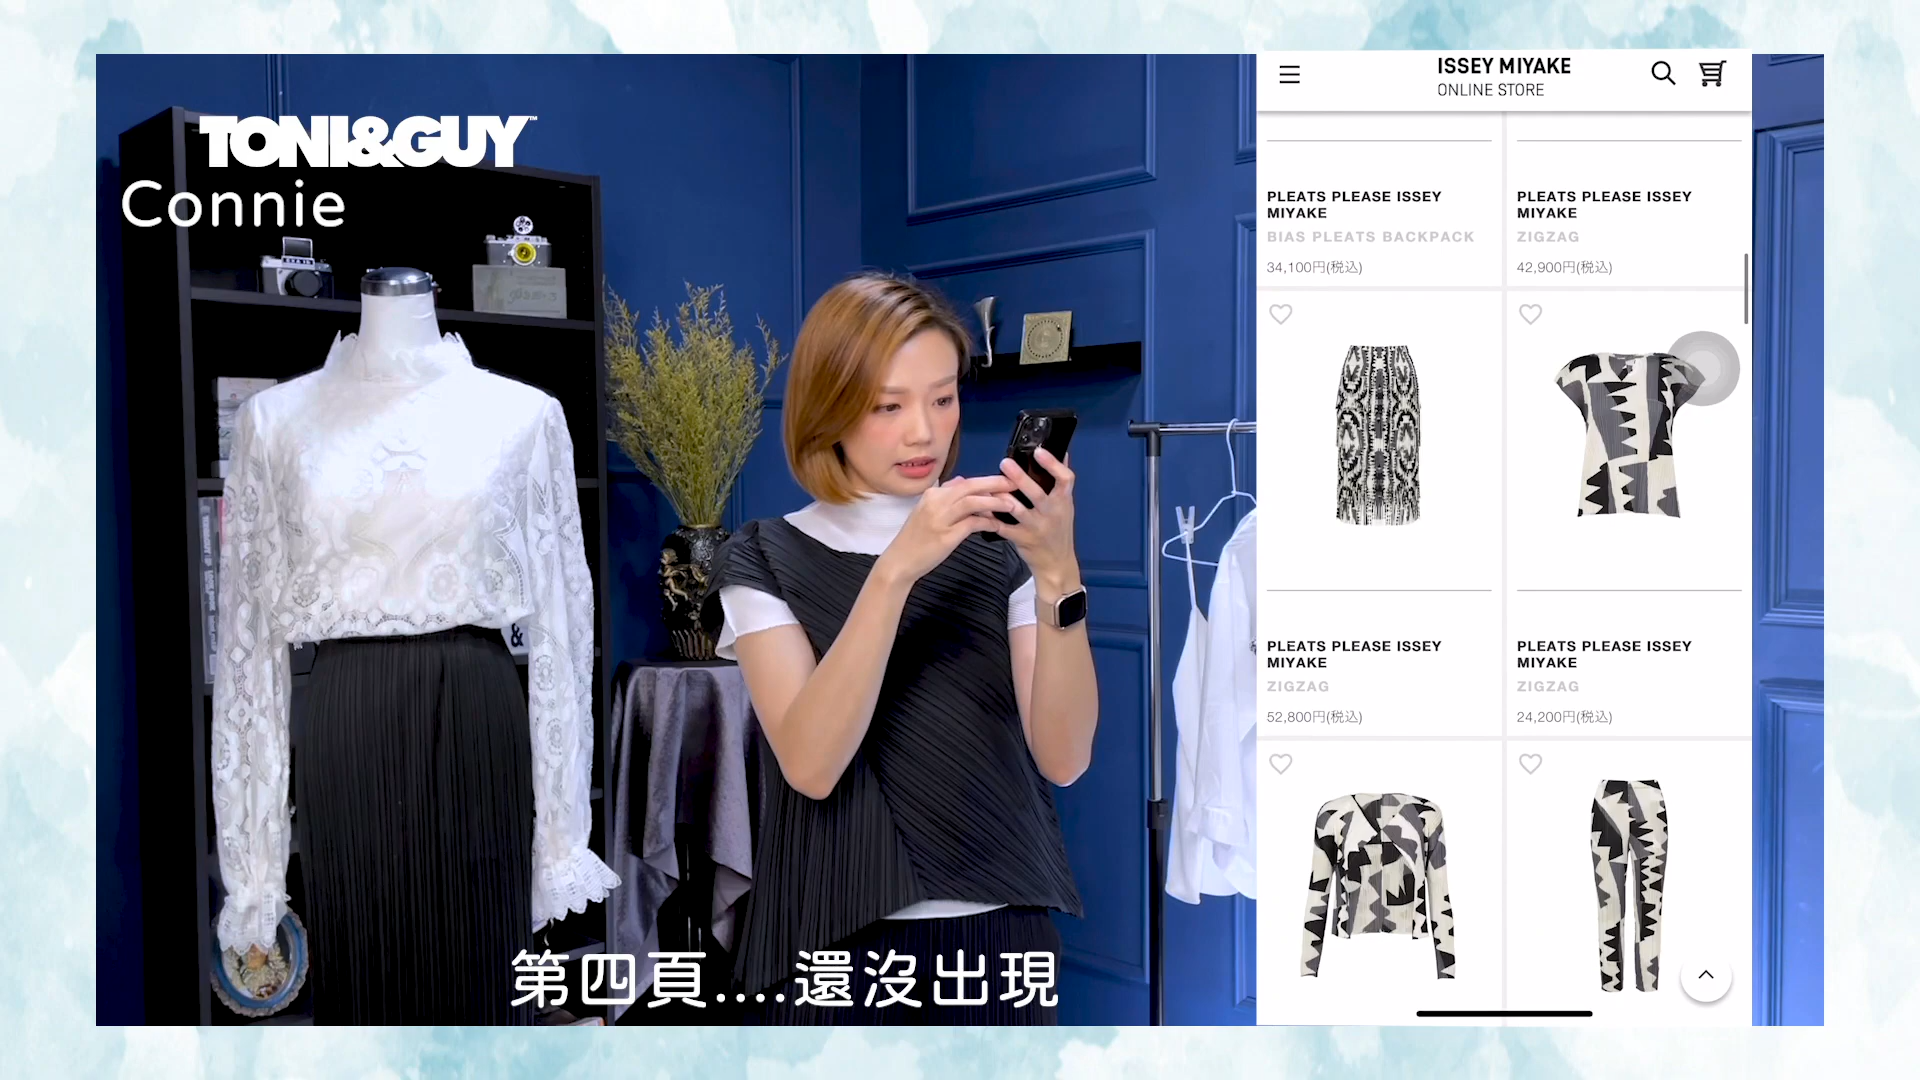 TONI&GUY™
Connie
ISSEY MIYAKE
ONLINE STORE
PLEATS PLEASE ISSEY
MIYAKE
BIAS PLEATS BACKPACK
34,100円(税込)
PLEATS PLEASE ISSEY
MIYAKE
ZIGZAG
42,900円(税込)
PLEATS PLEASE ISSEY
MIYAKE
ZIGZAG
52,800円(税込)
PLEATS PLEASE ISSEY
MIYAKE
ZIGZAG
24,200円(税込)
第四頁....還沒出現